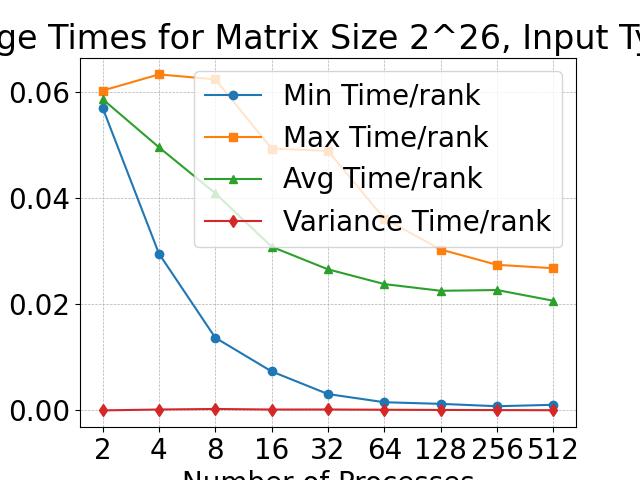 ge Times for Matrix Size 2^26, Input Ty
Min Time/rank
Max Time/rank
Avg Time/rank
Variance Time/rank
0.06
0.04
0.02
0.00
2 4 8 16 32 64 128 256 512
Number of Processes